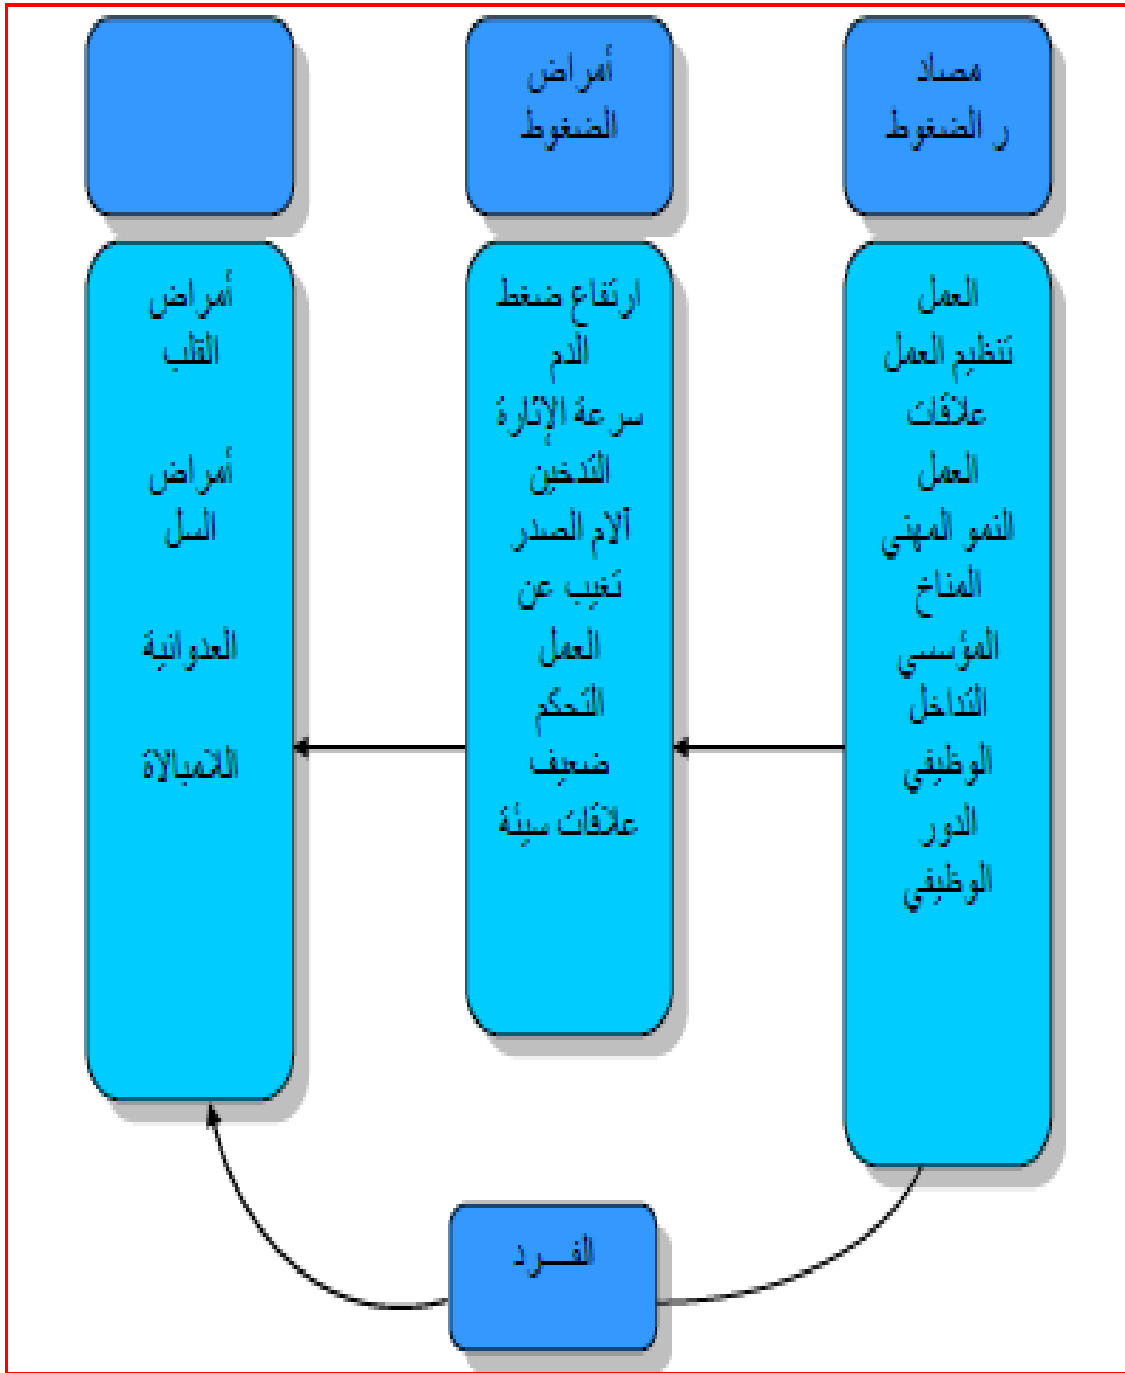 مصاد
ر الضغوط
العمل
تنظيم العمل
علاقات
العمل
النمو المهني
المناخ
المؤسسي
التداخل
الوظيفي
الدور
الوظيفي
أمراض
الضغوط
ارتفاع ضغط
الدم
سرعة الإثارة
التدخين
آلام الصدر
تغيب عن
العمل
التحكم
ضعيف
علاقات سيئة
أمراض
القلب
أمراض
السل
العدوانية
اللامبالاة
الفـــرد